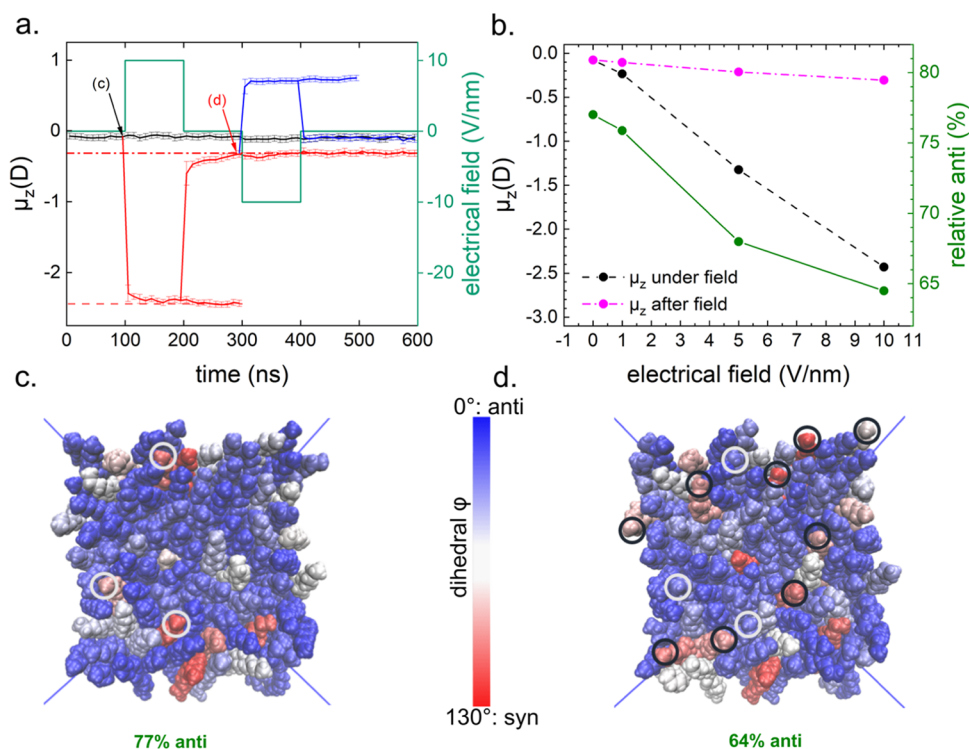 a.
1
0
-1
-2
μz(D)
(c)
(d)
10
0
-10
-20
electrical field (V/nm)
0 100 200 300 400 500 600
time (ns)
b.
0.0
-0.5
-1.0
-1.5
-2.0
-2.5
-3.0
μz(D)
μz under field
μz after field
80
75
70
65
relative anti (%)
-1 0 1 2 3 4 5 6 7 8 9 10 11
electrical field (V/nm)
c.
77% anti
0°: anti
dihedral φ
130°: syn
d.
64% anti